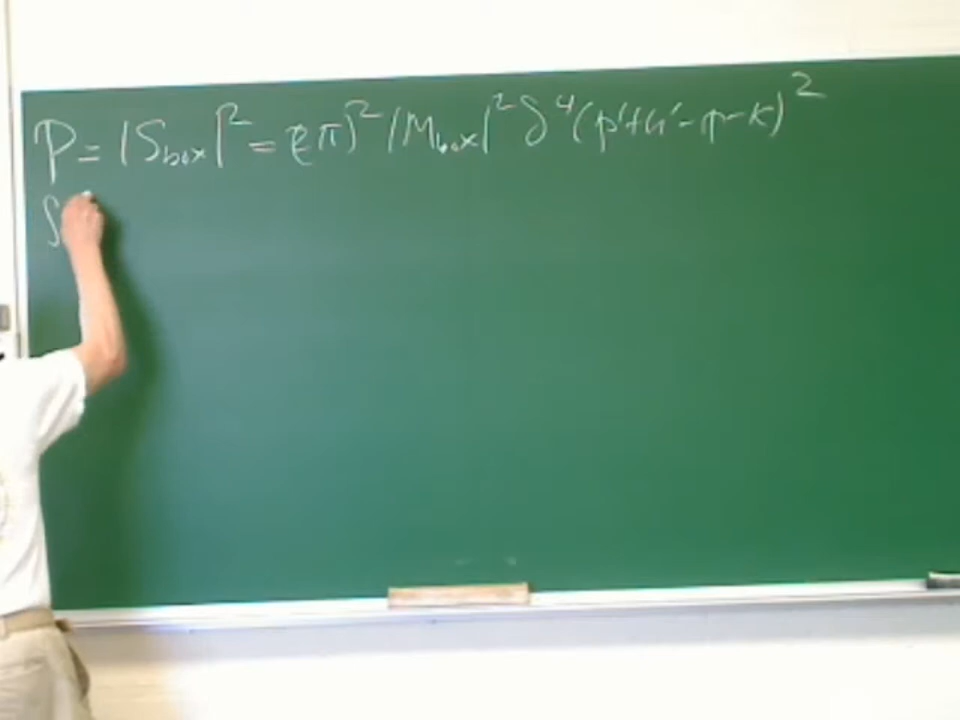 P = |S_box|² = (2π)² |M_box|² δ⁴(p'+k'-p-k)²
S